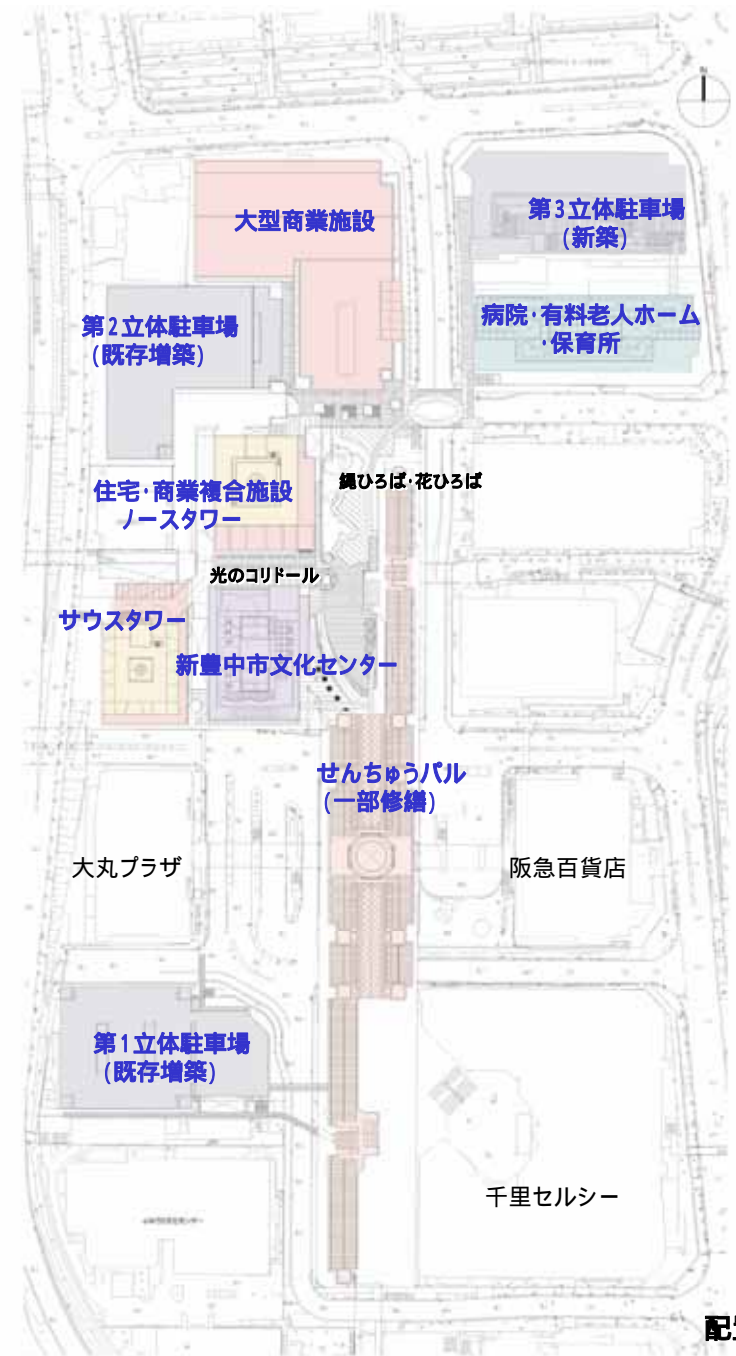 N
大型商業施設
第3立体駐車場
(新築)
第2立体駐車場
(既存増築)
病院・有料老人ホーム
・保育所
住宅・商業複合施設
ノースタワー
縄ひろば・花ひろば
光のコリドール
サウスタワー
新豊中市文化センター
せんちゅうパル
(一部修繕)
大丸プラザ
阪急百貨店
第1立体駐車場
(既存増築)
千里セルシー
配